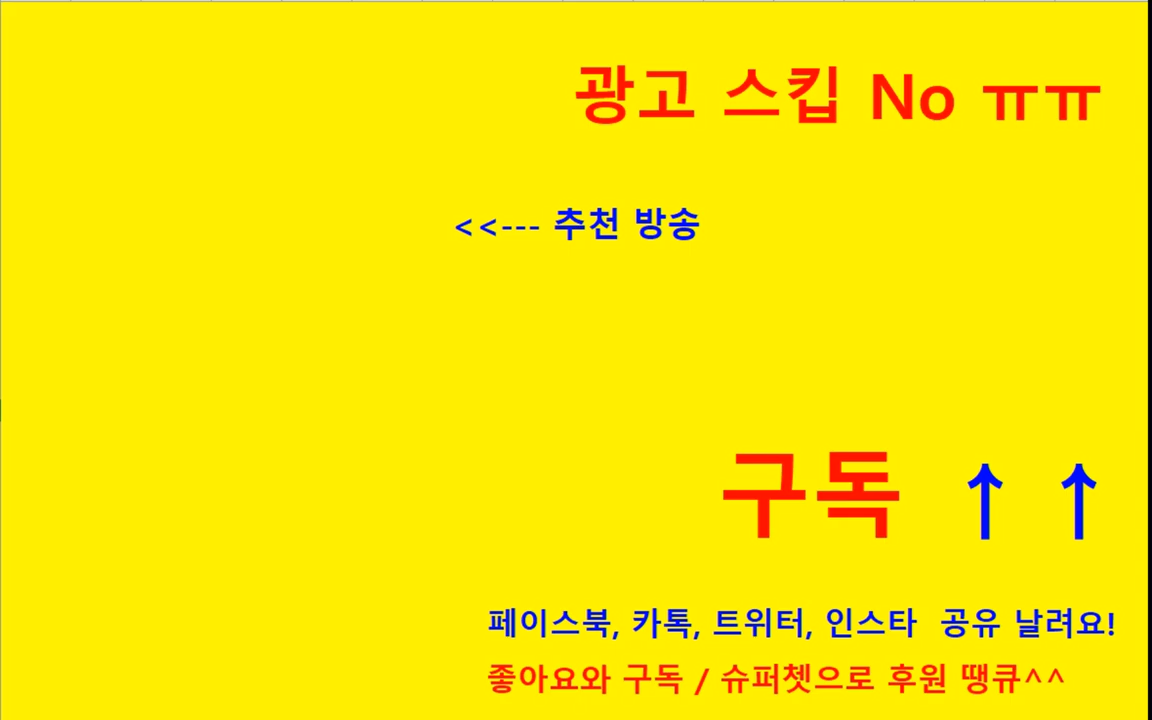 광고 스킵 No ㅠㅠ
<<--- 추천 방송
구독 ↑ ↑
페이스북, 카톡, 트위터, 인스타 공유 날려요!
좋아요와 구독 / 슈퍼쳇으로 후원 땡큐^^